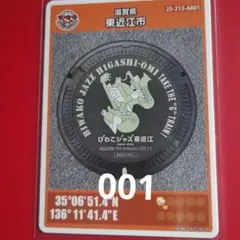 滋賀県
東近江市
25-213-A001
BIWAKO JAZZ HIGASHI-OMI TAKE THE "G" TRAIN!
びわこジャズ東近江
001
35°06'51.4"N
136°11'41.4"E